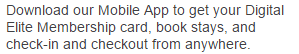 Download our Mobile App to get your Digital
Elite Membership card, book stays, and
check-in and checkout from anywhere.